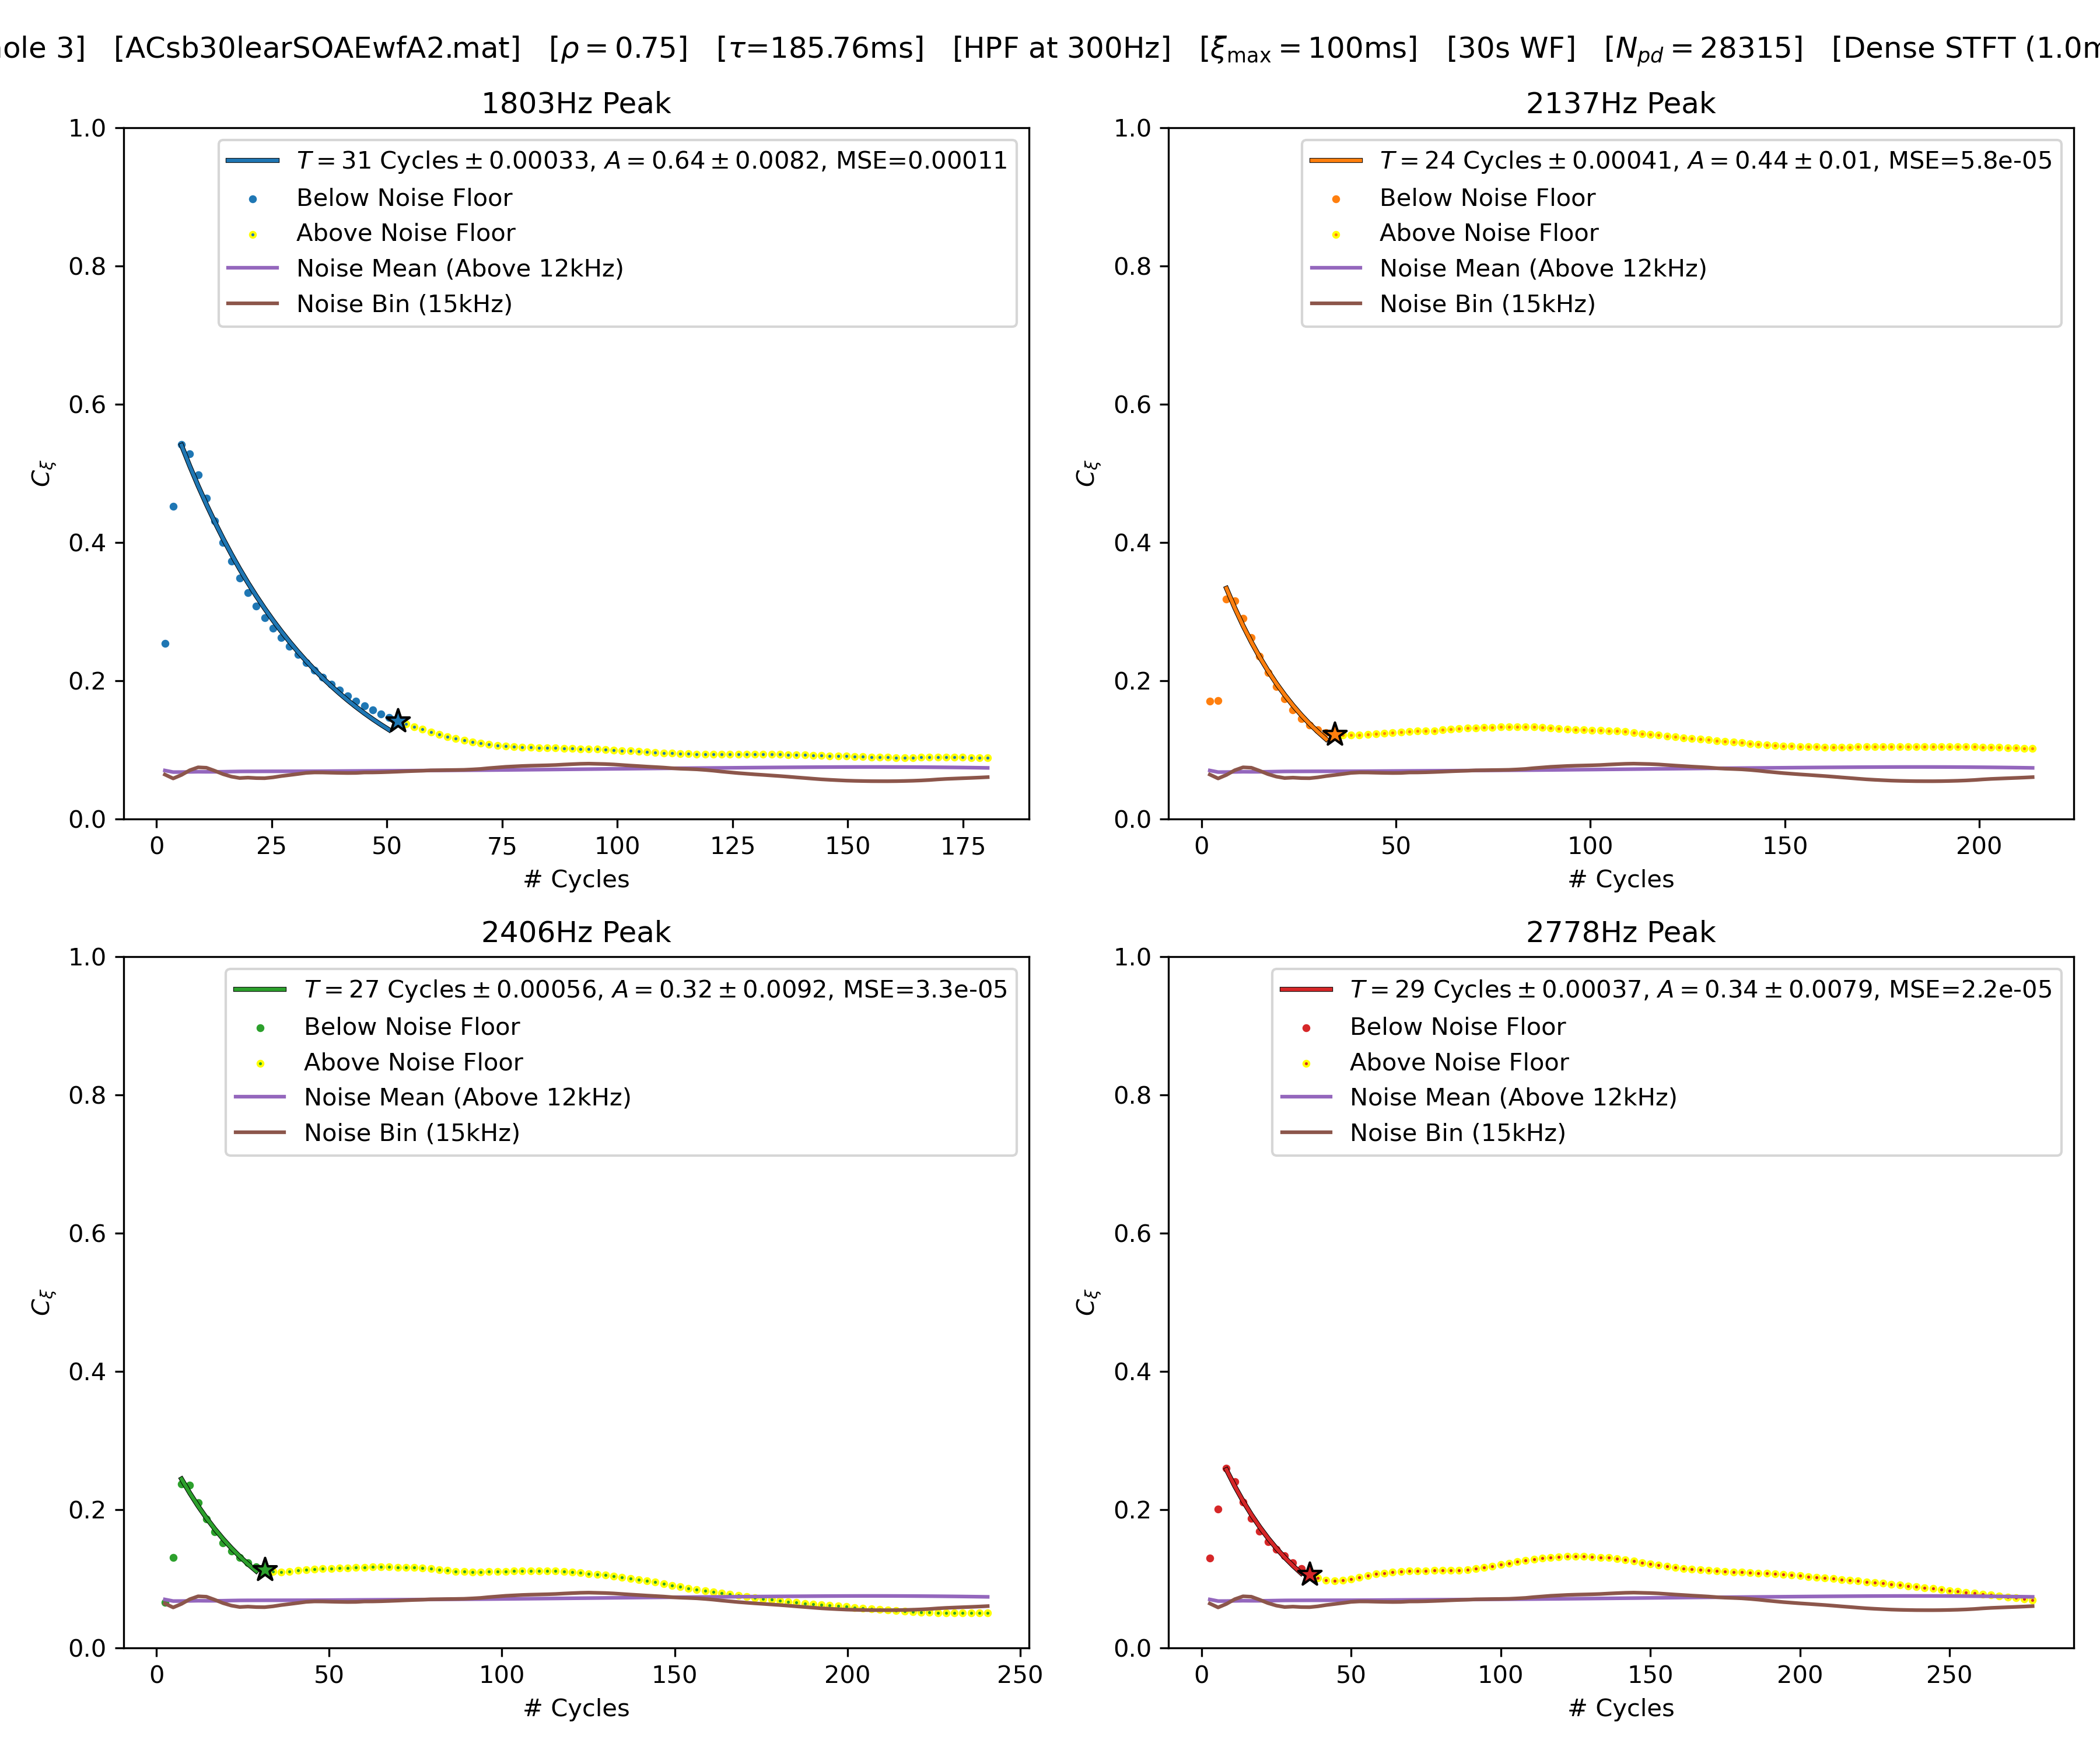 ole 3]   [ACsb30learSOAEwfA2.mat]   [ρ = 0.75]   [τ=185.76ms]   [HPF at 300Hz]   [ξmax = 100ms]   [30s WF]   [Npd = 28315]   [Dense STFT (1.0m
1803Hz Peak
1.0
0.8
0.6
0.4
0.2
0.0
Cξ
T = 31 Cycles ± 0.00033, A = 0.64 ± 0.0082, MSE=0.00011
Below Noise Floor
Above Noise Floor
Noise Mean (Above 12kHz)
Noise Bin (15kHz)
0 25 50 75 100 125 150 175
# Cycles
2137Hz Peak
1.0
0.8
0.6
0.4
0.2
0.0
Cξ
T = 24 Cycles ± 0.00041, A = 0.44 ± 0.01, MSE=5.8e-05
Below Noise Floor
Above Noise Floor
Noise Mean (Above 12kHz)
Noise Bin (15kHz)
0 50 100 150 200
# Cycles
2406Hz Peak
1.0
0.8
0.6
0.4
0.2
0.0
Cξ
T = 27 Cycles ± 0.00056, A = 0.32 ± 0.0092, MSE=3.3e-05
Below Noise Floor
Above Noise Floor
Noise Mean (Above 12kHz)
Noise Bin (15kHz)
0 50 100 150 200 250
# Cycles
2778Hz Peak
1.0
0.8
0.6
0.4
0.2
0.0
Cξ
T = 29 Cycles ± 0.00037, A = 0.34 ± 0.0079, MSE=2.2e-05
Below Noise Floor
Above Noise Floor
Noise Mean (Above 12kHz)
Noise Bin (15kHz)
0 50 100 150 200 250
# Cycles